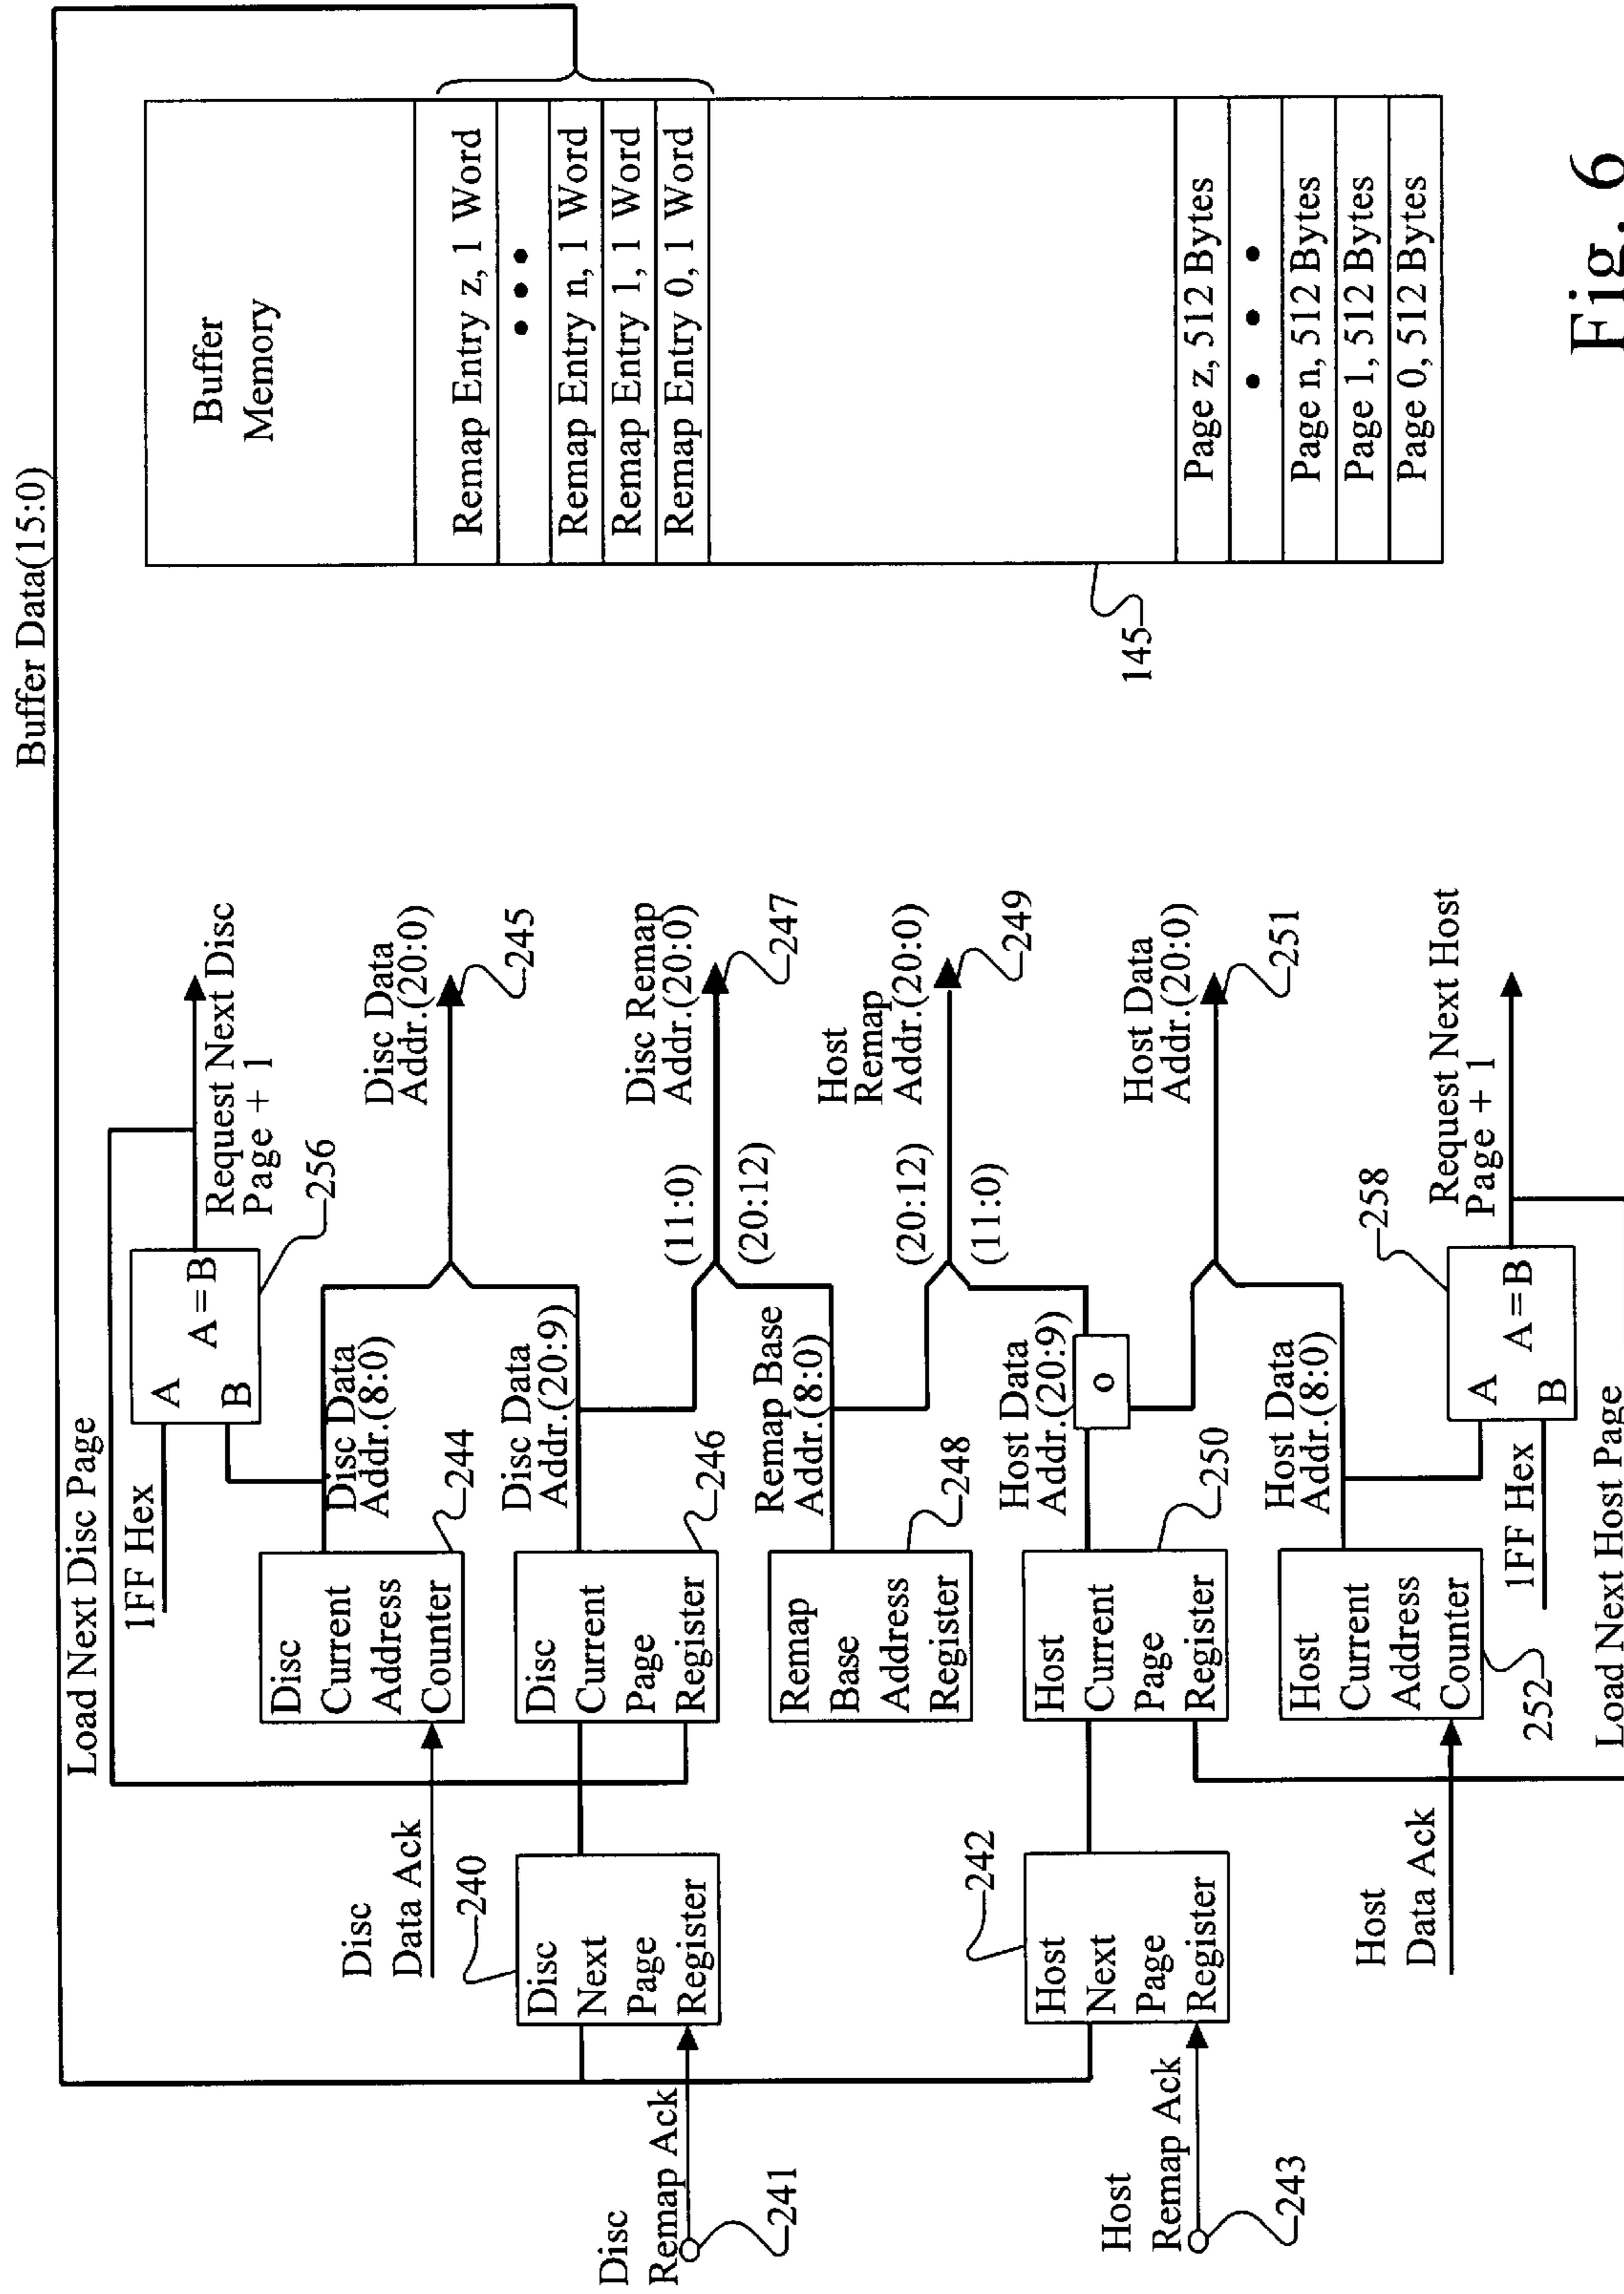 Buffer Data(15:0)
Load Next Disc Page
1FF Hex
A
A = B
B
Request Next Disc
Page + 1
256
Disc
Data Ack
Disc
Current
Address
Counter
244
Disc Data
Addr.(8:0)
Disc Data
Addr.(20:0)
245
240
Disc
Next
Page
Register
Disc
Remap Ack
241
Disc
Current
Page
Register
246
Disc Data
Addr.(20:9)
(11:0)
(20:12)
Disc Remap
Addr.(20:0)
247
Remap
Base
Address
Register
248
Remap Base
Addr.(8:0)
(20:12)
(11:0)
Host
Remap
Addr.(20:0)
249
242
Host
Next
Page
Register
Host
Remap Ack
243
Host
Current
Page
Register
250
Host Data
Addr.(20:9)
o
Host Data
Addr.(20:0)
251
Host
Data Ack
Host
Current
Address
Counter
252
Host Data
Addr.(8:0)
1FF Hex
A
A = B
B
258
Request Next Host
Page + 1
Load Next Host Page
Buffer
Memory
Remap Entry z, 1 Word
• • •
Remap Entry n, 1 Word
Remap Entry 1, 1 Word
Remap Entry 0, 1 Word
145
Page z, 512 Bytes
• • •
Page n, 512 Bytes
Page 1, 512 Bytes
Page 0, 512 Bytes
Fig. 6